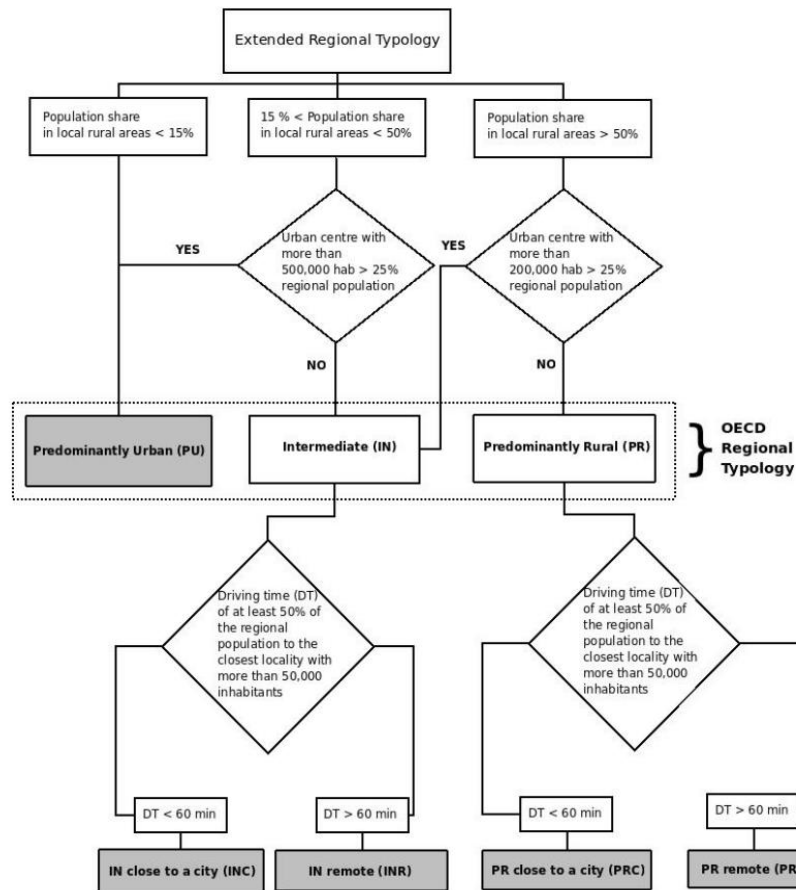 Extended Regional Typology
Population share
in local rural areas < 15%
15 % < Population share
in local rural areas < 50%
Population share
in local rural areas > 50%
YES
Urban centre with
more than
500,000 hab > 25%
regional population
YES
Urban centre with
more than
200,000 hab > 25%
regional population
NO
NO
Predominantly Urban (PU)
Intermediate (IN)
Predominantly Rural (PR)
OECD
Regional
Typology
Driving time (DT)
of at least 50% of
the regional
population to the
closest locality with
more than 50,000
inhabitants
Driving time (DT)
of at least 50% of
the regional
population to the
closest locality with
more than 50,000
inhabitants
DT < 60 min
DT > 60 min
DT < 60 min
DT > 60 min
IN close to a city (INC)
IN remote (INR)
PR close to a city (PRC)
PR remote (PR